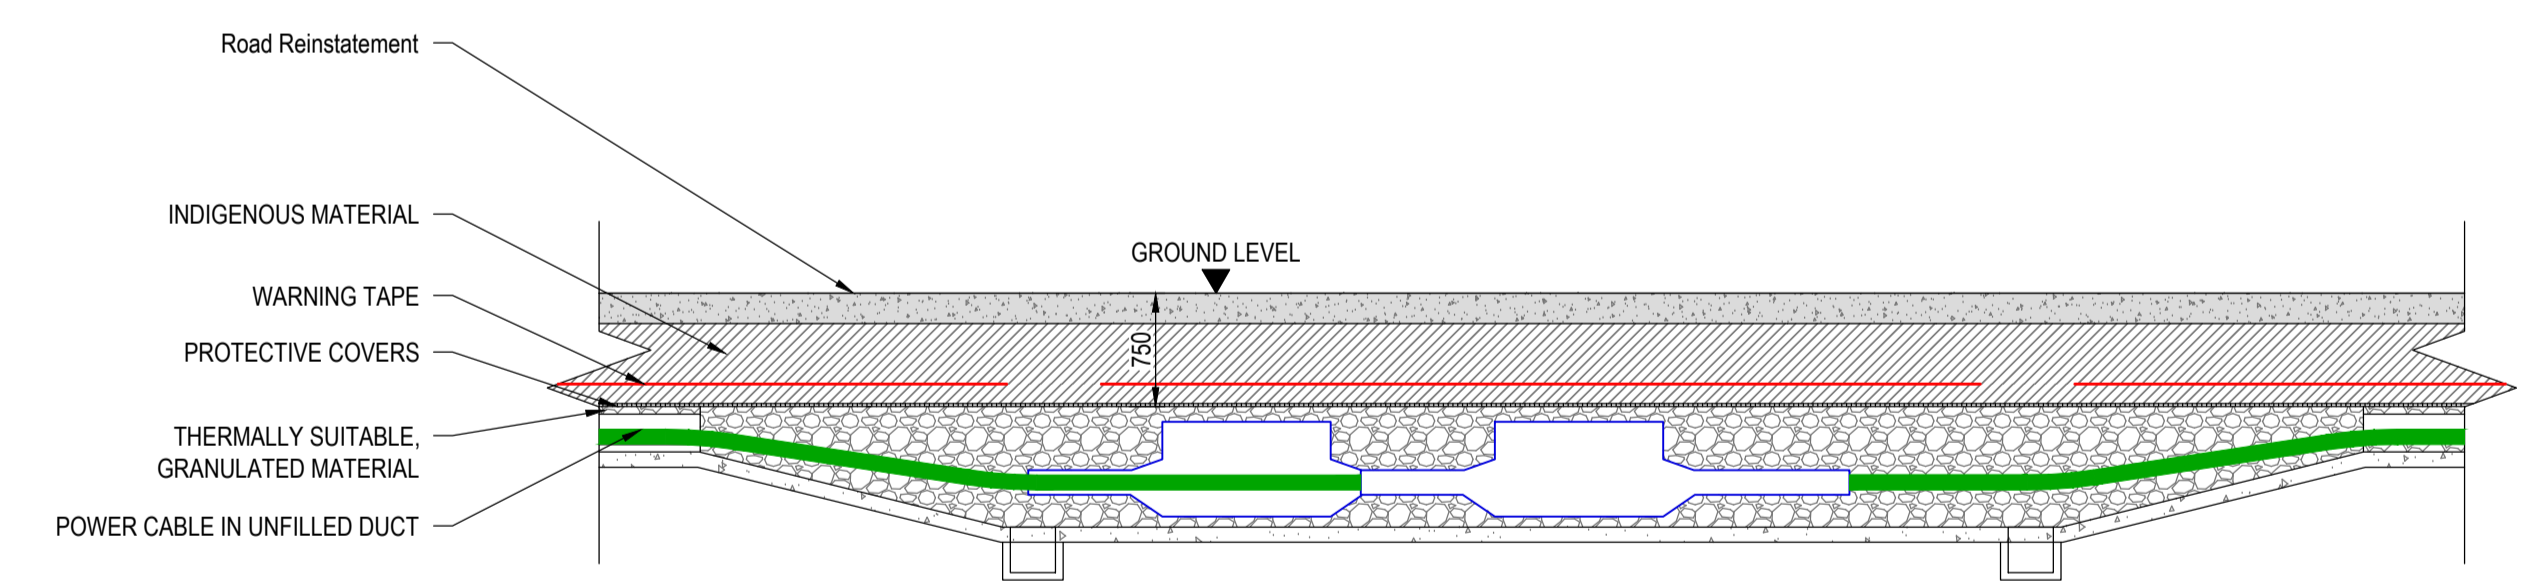 Road Reinstatement
INDIGENOUS MATERIAL
GROUND LEVEL
WARNING TAPE
750
PROTECTIVE COVERS
THERMALLY SUITABLE,
GRANULATED MATERIAL
POWER CABLE IN UNFILLED DUCT